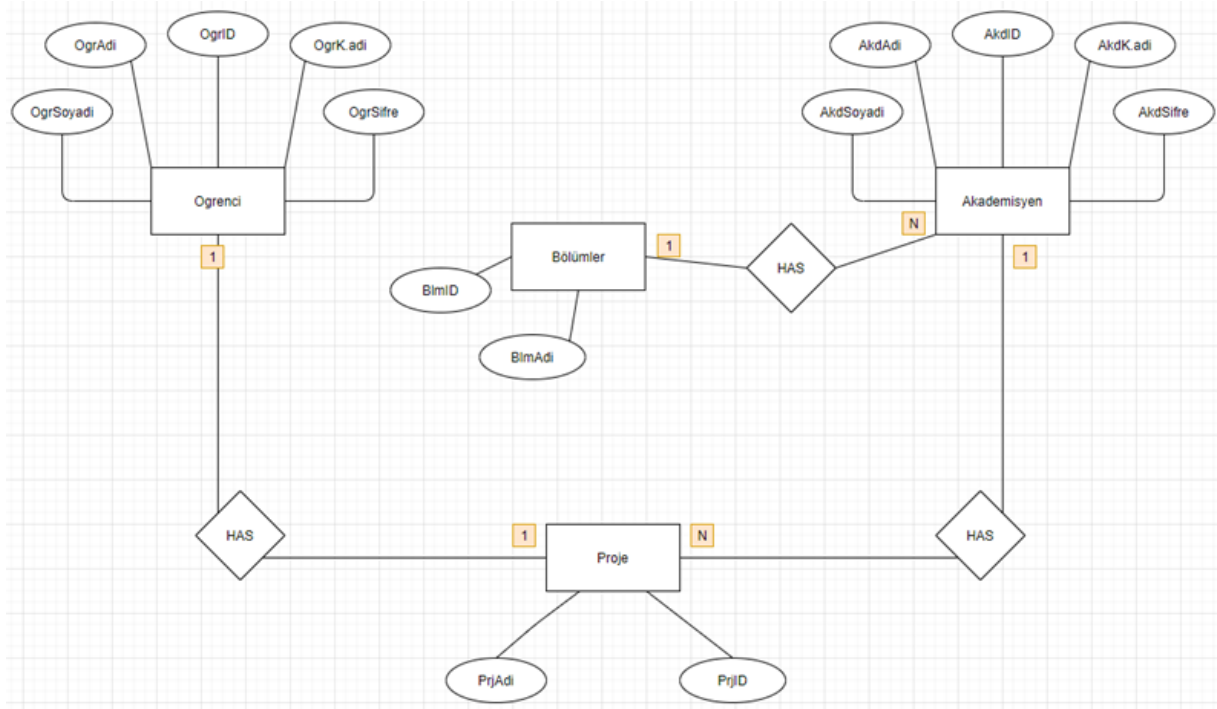 OgrID
OgrAdi
OgrK.adi
OgrSoyadi
OgrSifre
Ogrenci
1
AkdID
AkdAdi
AkdK.adi
AkdSoyadi
AkdSifre
Akademisyen
N
1
Bölümler
1
HAS
BlmID
BlmAdi
HAS
1
Proje
N
HAS
PrjAdi
PrjID